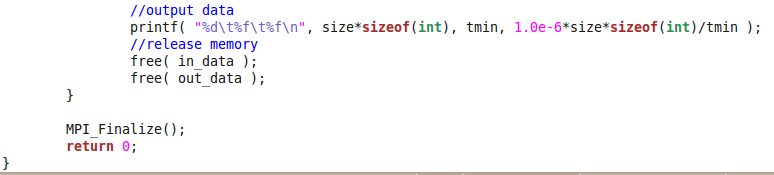 //output data
printf( "%d\t%f\t%f\n", size*sizeof(int), tmin, 1.0e-6*size*sizeof(int)/tmin );
//release memory
free( in_data );
free( out_data );
}
MPI_Finalize();
return 0;
}